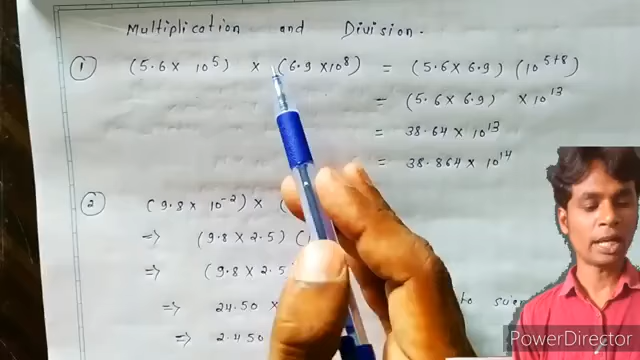 Multiplication and Division.
① (5.6 × 10⁵) × (6.9 × 10⁸) = (5.6 × 6.9) (10⁵⁺⁸)
= (5.6 × 6.9) × 10¹³
= 38.64 × 10¹³
= 38.864 × 10¹⁴
② (9.8 × 10⁻²) × (
=> (9.8 × 2.5) (
=> (9.8 × 2.5
=> 24.50 × to
=> 2.450
PowerDirector